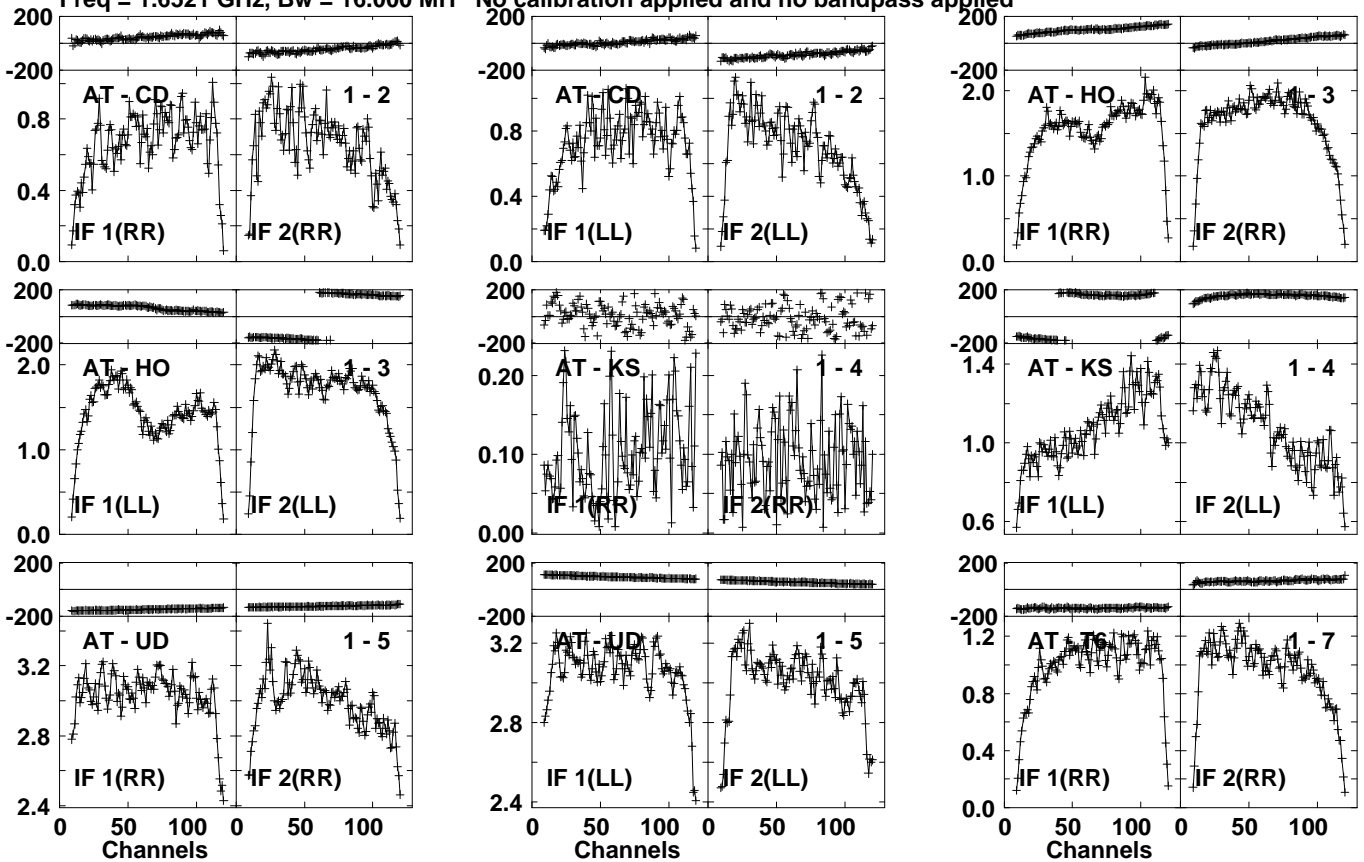 Freq = 1.6521 GHz, Bw = 16.000 MH No calibration applied and no bandpass applied
200 200 200
-200 -200 -200
AT - CD 1 - 2 AT - CD 1 - 2 AT - HO 1 - 3
0.8 0.8 2.0
0.4 0.4 1.0
IF 1(RR) IF 2(RR) IF 1(LL) IF 2(LL) IF 1(RR) IF 2(RR)
0.0 0.0 0.0
200 200 200
-200 -200 -200
AT - HO 1 - 3 AT - KS 1 - 4 AT - KS 1 - 4
2.0 0.20 1.4
1.0 0.10 1.0
IF 1(LL) IF 2(LL) IF 1(RR) IF 2(RR) IF 1(LL) IF 2(LL)
0.0 0.00 0.6
200 200 200
-200 -200 -200
AT - UD 1 - 5 AT - UD 1 - 5 AT - T6 1 - 7
3.2 3.2 1.2
2.8 2.8 0.8
0.4
IF 1(RR) IF 2(RR) IF 1(LL) IF 2(LL) IF 1(RR) IF 2(RR)
2.4 2.4 0.0
0 50 100 0 50 100 0 50 100 0 50 100 0 50 100 0 50 100
Channels Channels Channels